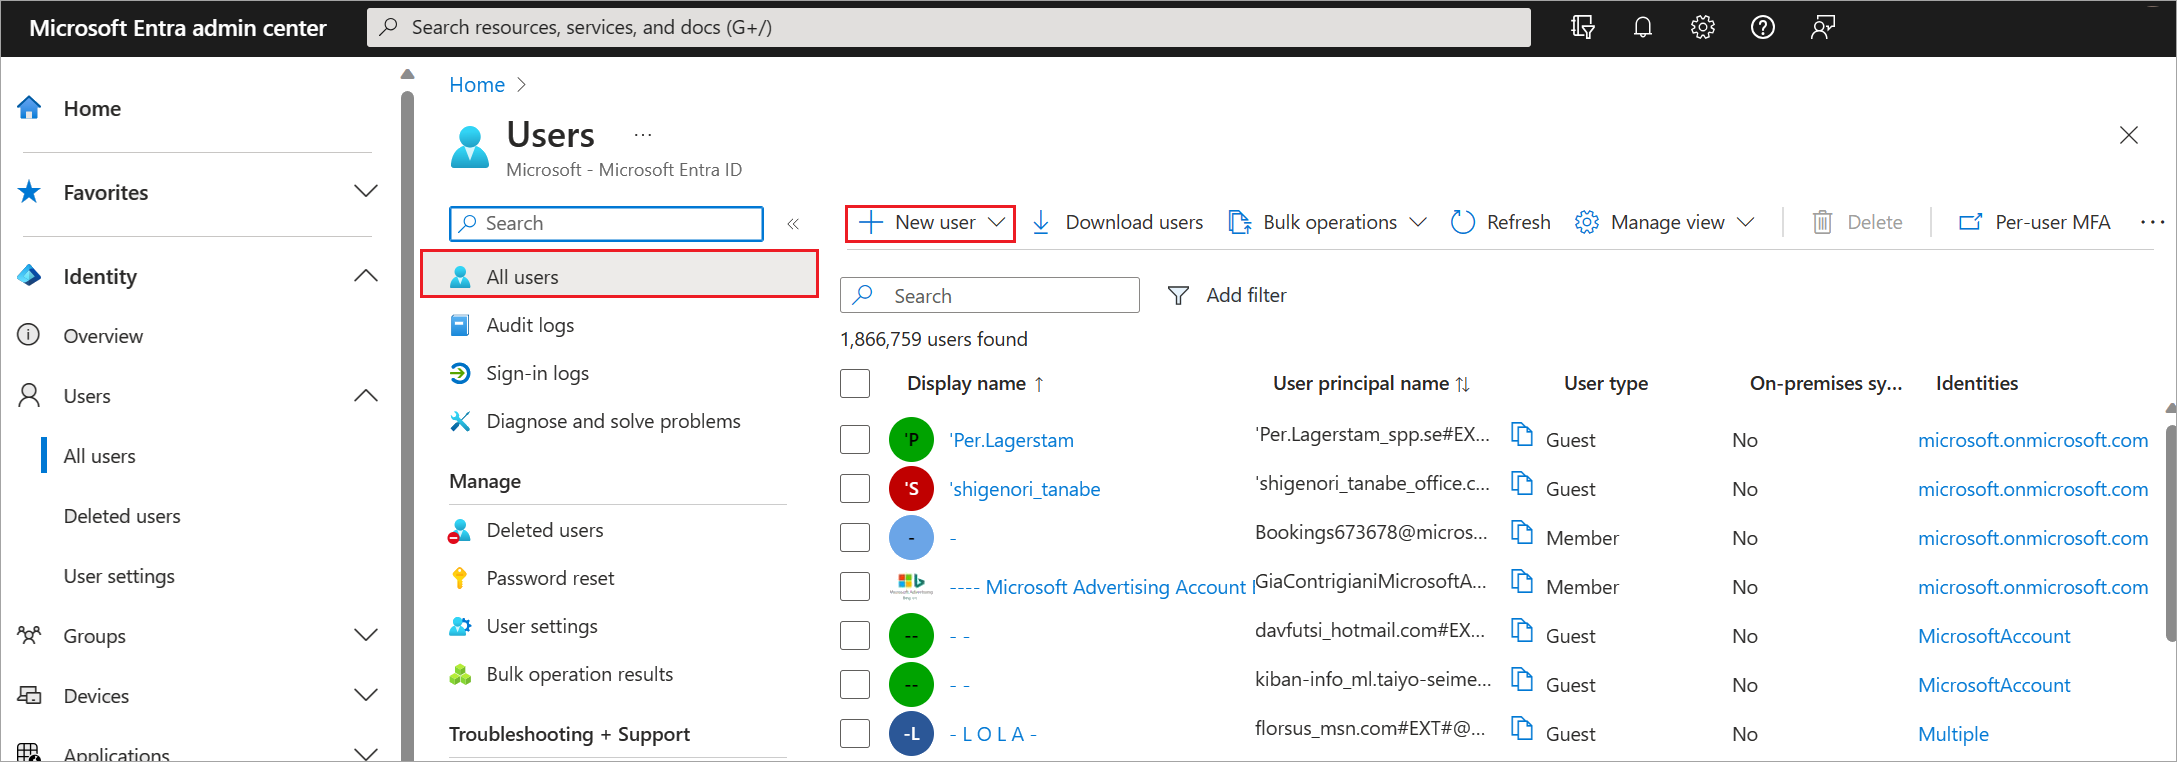 Microsoft Entra admin center
Search resources, services, and docs (G+/)
Home
Favorites
Identity
Overview
Users
All users
Deleted users
User settings
Groups
Devices
Applications
Home
Users ...
Microsoft - Microsoft Entra ID
Search
All users
Audit logs
Sign-in logs
Diagnose and solve problems
Manage
Deleted users
Password reset
User settings
Bulk operation results
Troubleshooting + Support
New user
Download users
Bulk operations
Refresh
Manage view
Delete
Per-user MFA
...
Search
Add filter
1,866,759 users found
Display name ↑ User principal name ↑↓ User type On-premises sy... Identities
'P 'Per.Lagerstam 'Per.Lagerstam_spp.se#EX... Guest No microsoft.onmicrosoft.com
'S 'shigenori_tanabe 'shigenori_tanabe_office.c... Guest No microsoft.onmicrosoft.com
- - Bookings673678@micros... Member No microsoft.onmicrosoft.com
---- Microsoft Advertising Account GiaContrigianiMicrosoftA... Member No microsoft.onmicrosoft.com
-- - - davfutsi_hotmail.com#EX... Guest No MicrosoftAccount
-- - - kiban-info_ml.taiyo-seime... Guest No MicrosoftAccount
-L - L O L A - florsus_msn.com#EXT#@... Guest No Multiple